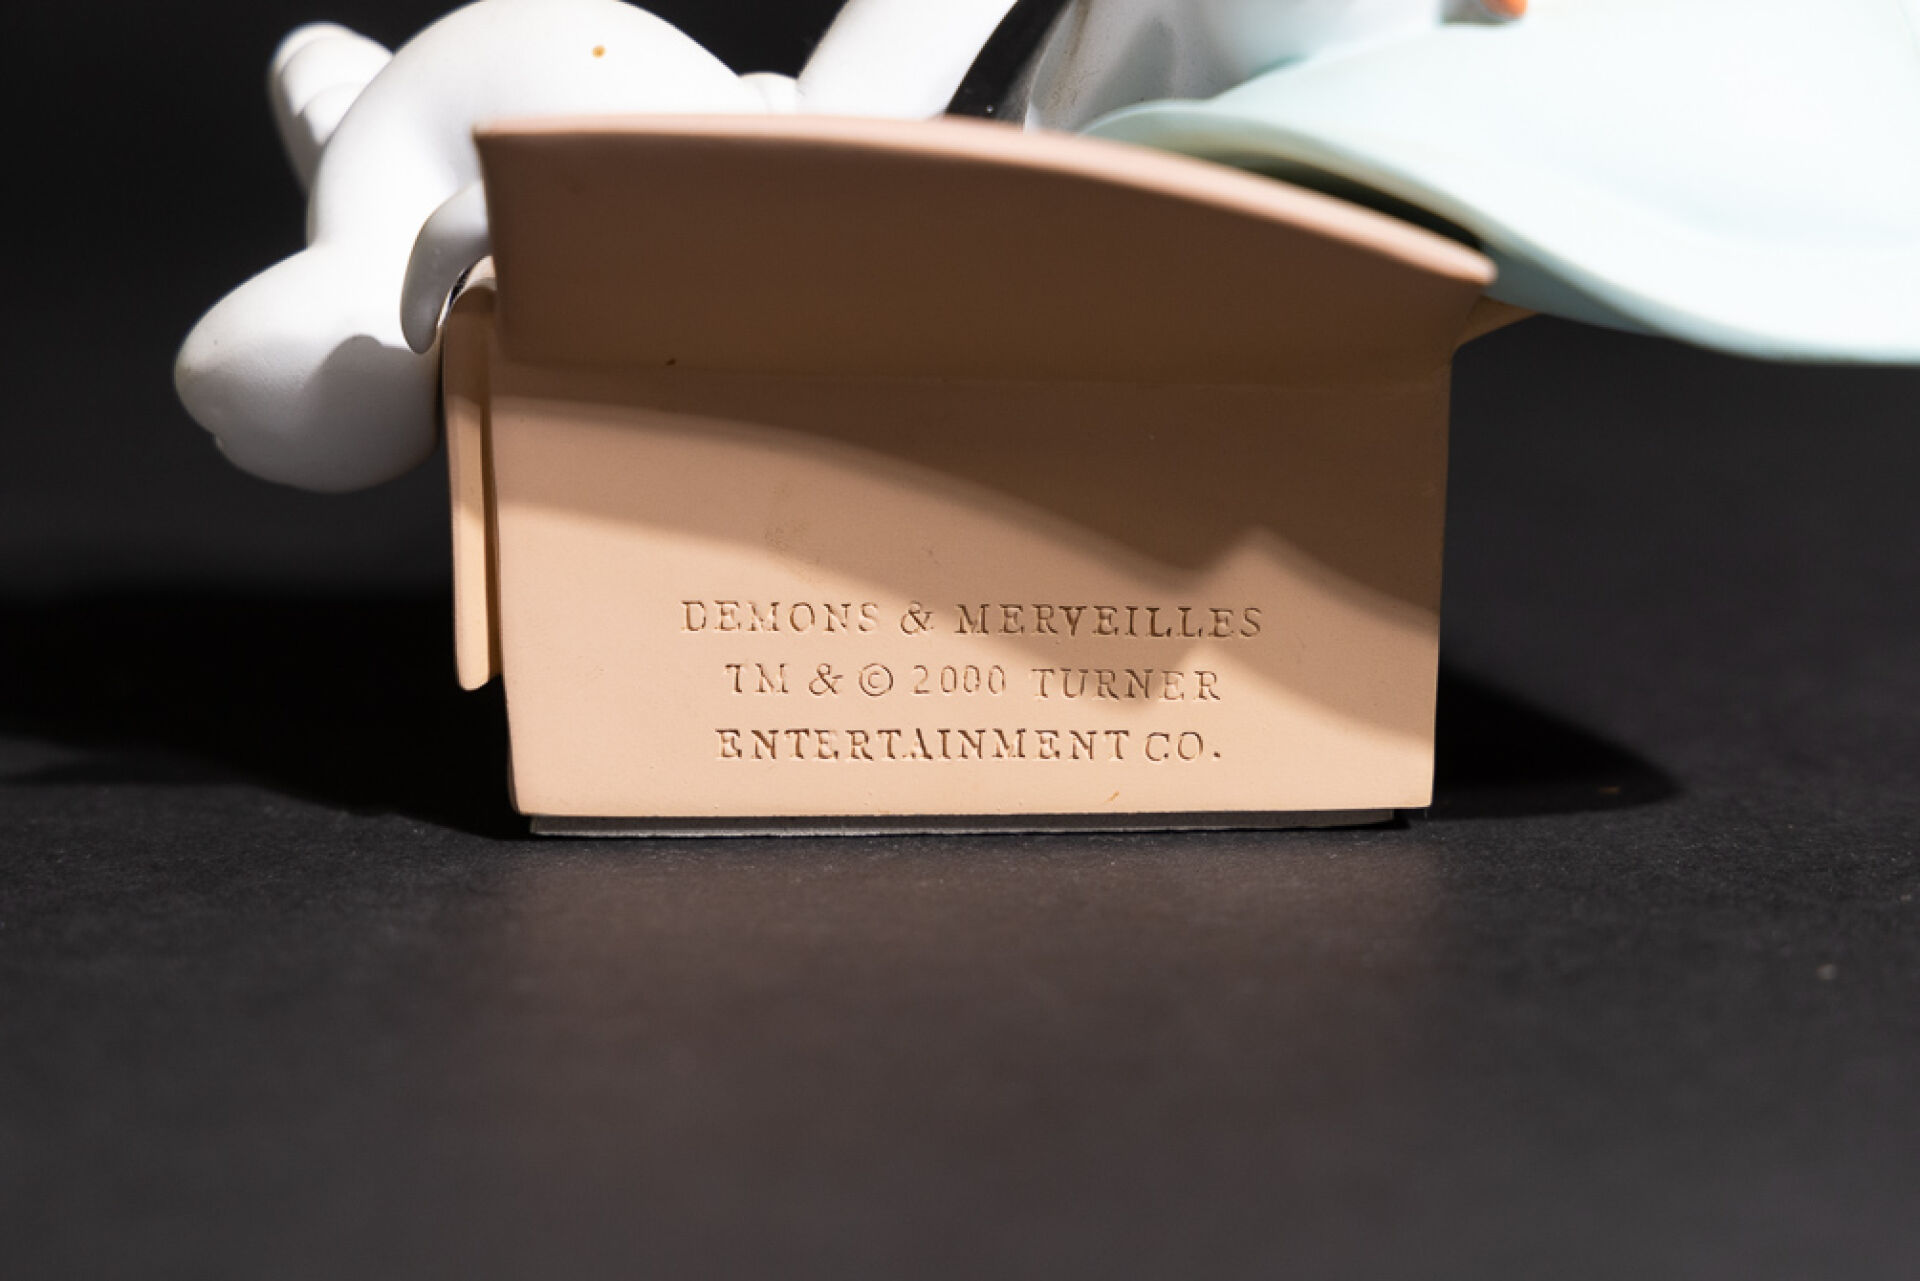 DEMONS & MERVEILLES
TM & © 2000 TURNER
ENTERTAINMENT CO.